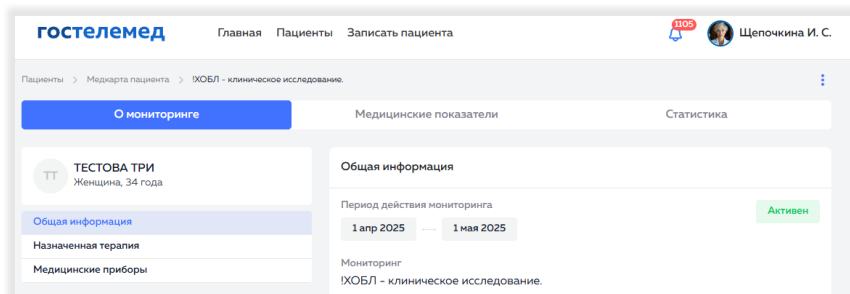 гостелемед Главная Пациенты Записать пациента 1105 Щепочкина И. С.
Пациенты > Медкарта пациента > !ХОБЛ - клиническое исследование.
О мониторинге Медицинские показатели Статистика
ТТ ТЕСТОВА ТРИ
Женщина, 34 года
Общая информация
Назначенная терапия
Медицинские приборы
Общая информация
Период действия мониторинга
Активен
1 апр 2025 — 1 мая 2025
Мониторинг
!ХОБЛ - клиническое исследование.